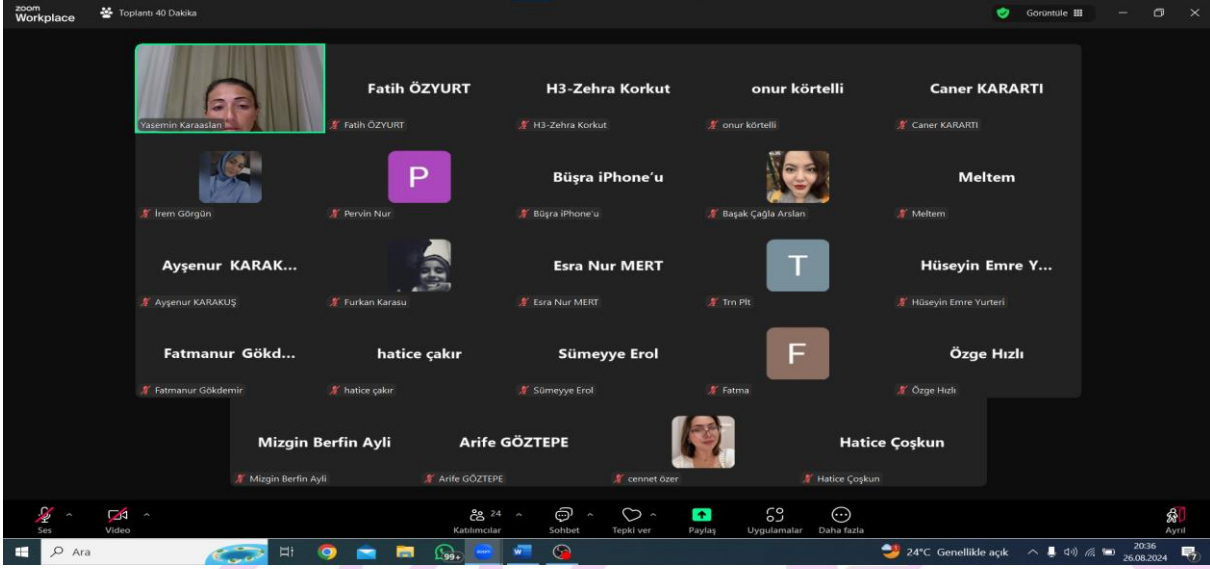 zoom
Workplace
Toplantı 40 Dakika
Görüntüle
Yasemin Karaaslan
Fatih ÖZYURT
Fatih ÖZYURT
H3-Zehra Korkut
H3-Zehra Korkut
onur körtelli
onur körtelli
Caner KARARTI
Caner KARARTI
İrem Görgün
P
Pervin Nur
Büşra iPhone'u
Büşra iPhone'u
Başak Çağla Arslan
Meltem
Meltem
Ayşenur KARAK...
Ayşenur KARAKUŞ
Furkan Karasu
Esra Nur MERT
Esra Nur MERT
T
Trn Plt
Hüseyin Emre Y...
Hüseyin Emre Yurteri
Fatmanur Gökd...
Fatmanur Gökdemir
hatice çakır
hatice çakır
Sümeyye Erol
Sümeyye Erol
F
Fatma
Özge Hızlı
Özge Hızlı
Mizgin Berfin Ayli
Mizgin Berfin Ayli
Arife GÖZTEPE
Arife GÖZTEPE
cennet özer
Hatice Çoşkun
Hatice Çoşkun
Ses
Video
24
Katılımcılar
Sohbet
Tepki ver
Paylaş
Uygulamalar
Daha fazla
Ayrıl
Ara
99+
24°C Genellikle açık
20:36
26.08.2024